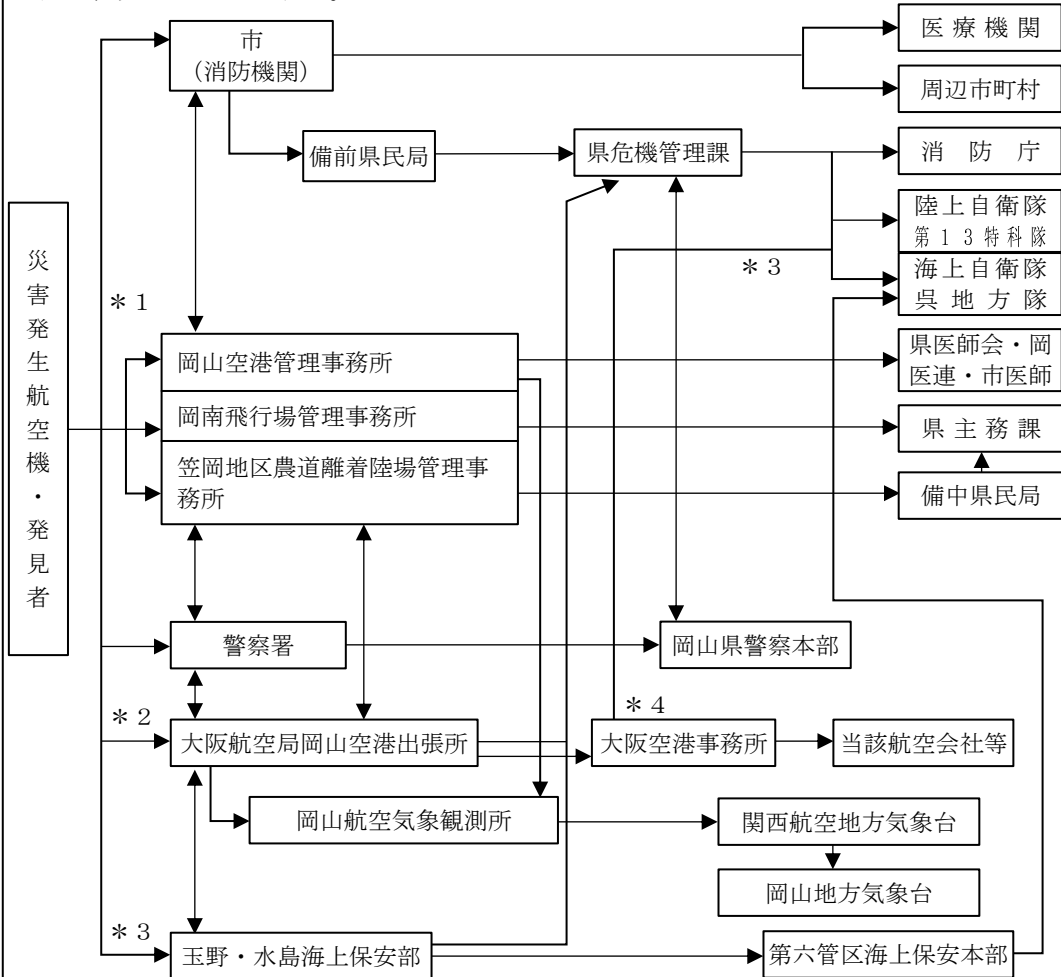 市
（消防機関）
医療機関
周辺市町村
備前県民局
県危機管理課
消防庁
陸上自衛隊
第１３特科隊
海上自衛隊
呉地方隊
＊３
災害発生航空機・発見者
＊１
岡山空港管理事務所
岡南飛行場管理事務所
笠岡地区農道離着陸場管理事
務所
県医師会・岡
医連・市医師
県主務課
備中県民局
警察署
岡山県警察本部
＊２
大阪航空局岡山空港出張所
＊４
大阪空港事務所
当該航空会社等
岡山航空気象観測所
関西航空地方気象台
岡山地方気象台
＊３
玉野・水島海上保安部
第六管区海上保安本部